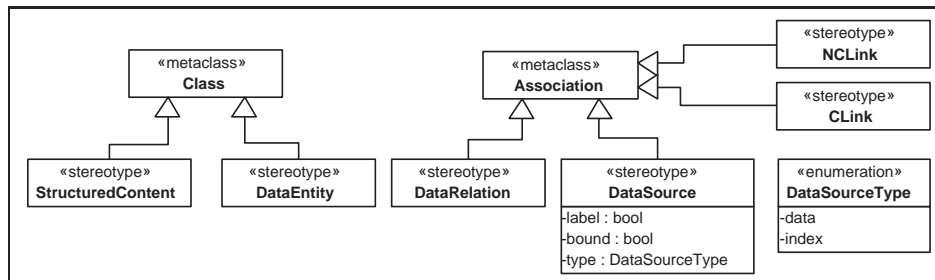 «metaclass»
Class
«metaclass»
Association
«stereotype»
NCLink
«stereotype»
CLink
«stereotype»
StructuredContent
«stereotype»
DataEntity
«stereotype»
DataRelation
«stereotype»
DataSource
-label : bool
-bound : bool
-type : DataSourceType
«enumeration»
DataSourceType
-data
-index